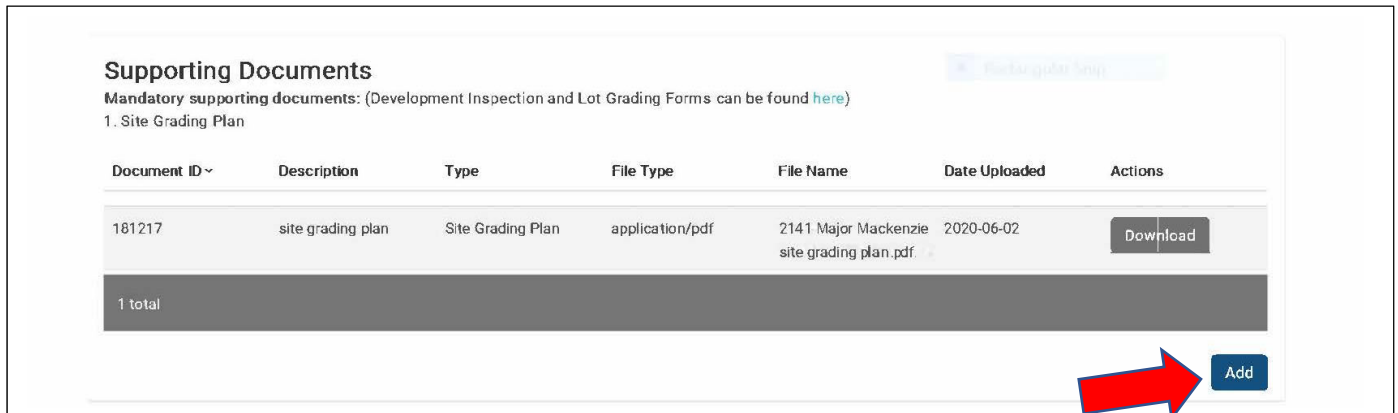 Supporting Documents
Mandatory supporting documents: (Development Inspection and Lot Grading Forms can be found here)
1. Site Grading Plan
Document ID Description Type File Type File Name Date Uploaded Actions
181217 site grading plan Site Grading Plan application/pdf 2141 Major Mackenzie 2020-06-02 Download
site grading plan.pdf
1 total
Add